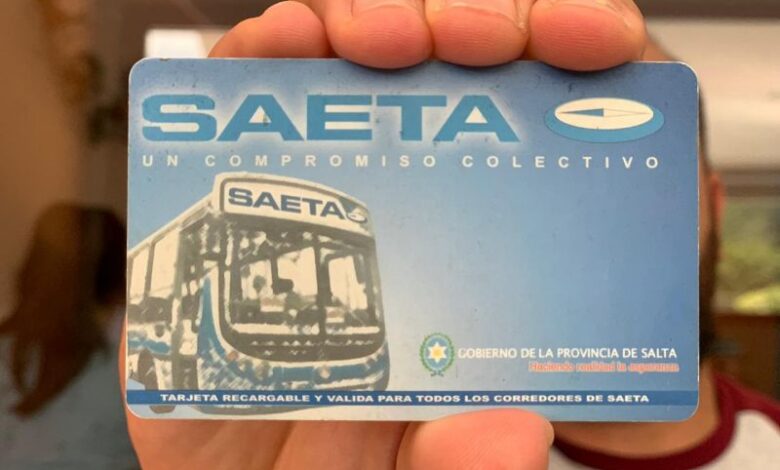 SAETA
UN COMPROMISO COLECTIVO
SAETA
GOBIERNO DE LA PROVINCIA DE SALTA
Haciendo realidad la esperanza
TARJETA RECARGABLE Y VALIDA PARA TODOS LOS CORREDORES DE SAETA